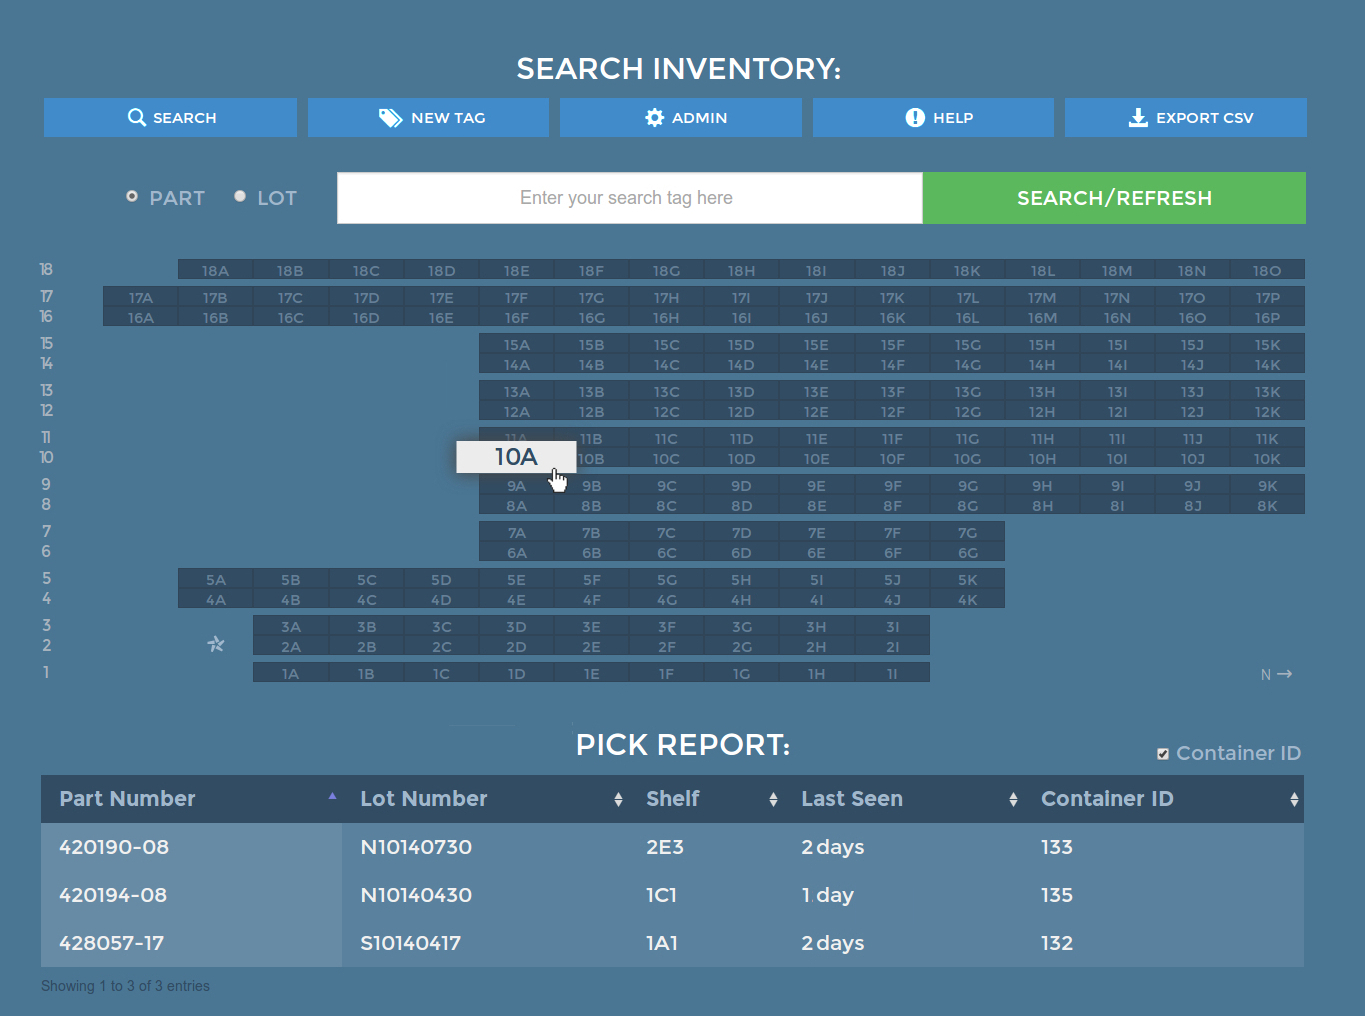 SEARCH INVENTORY:
SEARCH NEW TAG ADMIN HELP EXPORT CSV
PART LOT Enter your search tag here SEARCH/REFRESH
18 18A 18B 18C 18D 18E 18F 18G 18H 18I 18J 18K 18L 18M 18N 18O
17 17A 17B 17C 17D 17E 17F 17G 17H 17I 17J 17K 17L 17M 17N 17O 17P
16 16A 16B 16C 16D 16E 16F 16G 16H 16I 16J 16K 16L 16M 16N 16O 16P
15 15A 15B 15C 15D 15E 15F 15G 15H 15I 15J 15K
14 14A 14B 14C 14D 14E 14F 14G 14H 14I 14J 14K
13 13A 13B 13C 13D 13E 13F 13G 13H 13I 13J 13K
12 12A 12B 12C 12D 12E 12F 12G 12H 12I 12J 12K
11 11A 11B 11C 11D 11E 11F 11G 11H 11I 11J 11K
10 10A 10B 10C 10D 10E 10F 10G 10H 10I 10J 10K
9 9A 9B 9C 9D 9E 9F 9G 9H 9I 9J 9K
8 8A 8B 8C 8D 8E 8F 8G 8H 8I 8J 8K
7 7A 7B 7C 7D 7E 7F 7G
6 6A 6B 6C 6D 6E 6F 6G
5 5A 5B 5C 5D 5E 5F 5G 5H 5I 5J 5K
4 4A 4B 4C 4D 4E 4F 4G 4H 4I 4J 4K
3 3A 3B 3C 3D 3E 3F 3G 3H 3I
2 2A 2B 2C 2D 2E 2F 2G 2H 2I
1 1A 1B 1C 1D 1E 1F 1G 1H 1I N →
PICK REPORT:
Container ID
Part Number Lot Number Shelf Last Seen Container ID
420190-08 N10140730 2E3 2 days 133
420194-08 N10140430 1C1 1 day 135
428057-17 S10140417 1A1 2 days 132
Showing 1 to 3 of 3 entries